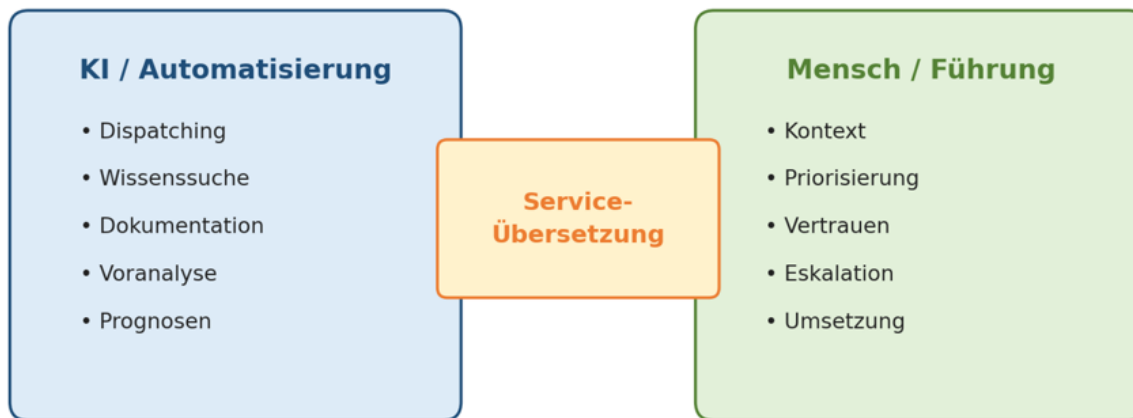 KI / Automatisierung
• Dispatching
• Wissenssuche
• Dokumentation
• Voranalyse
• Prognosen
Service-
Übersetzung
Mensch / Führung
• Kontext
• Priorisierung
• Vertrauen
• Eskalation
• Umsetzung